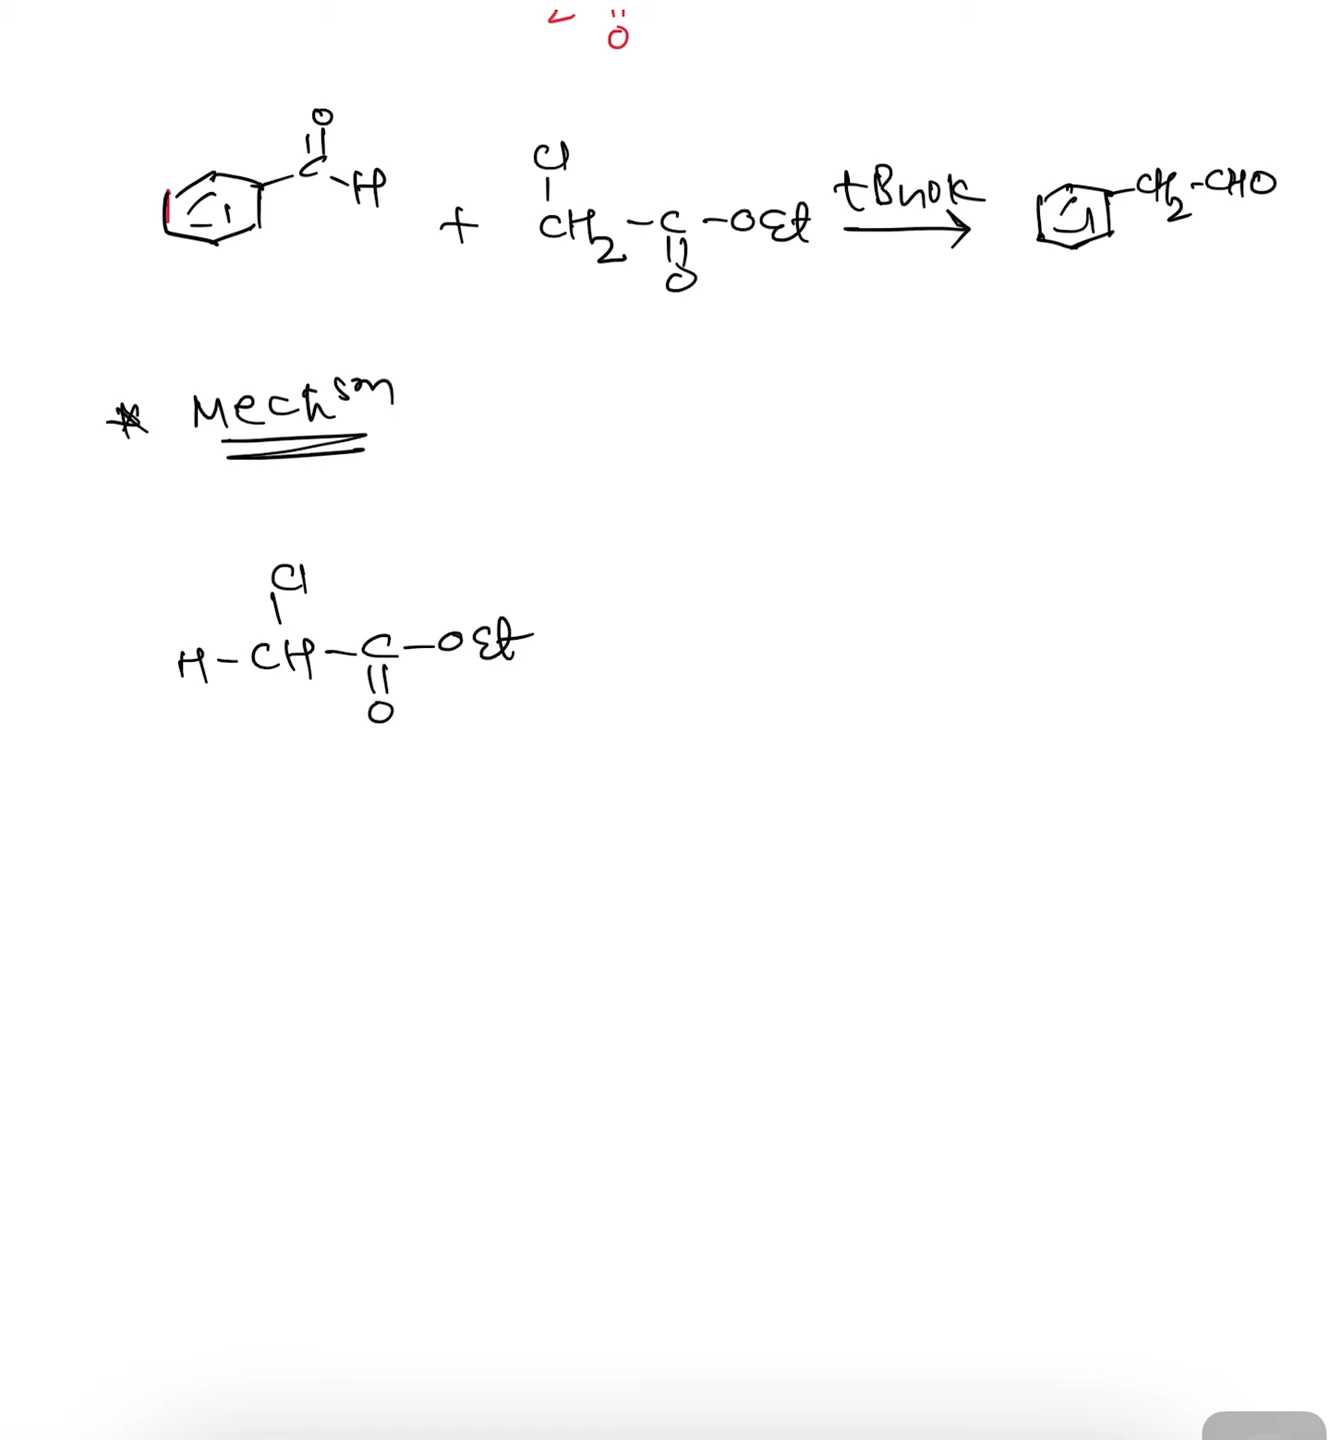 O
O
C
H
+
Cl
CH2-C-OEt
O
tBuOK
CH2-CHO
* Mechsm
Cl
H-CH-C-OEt
O